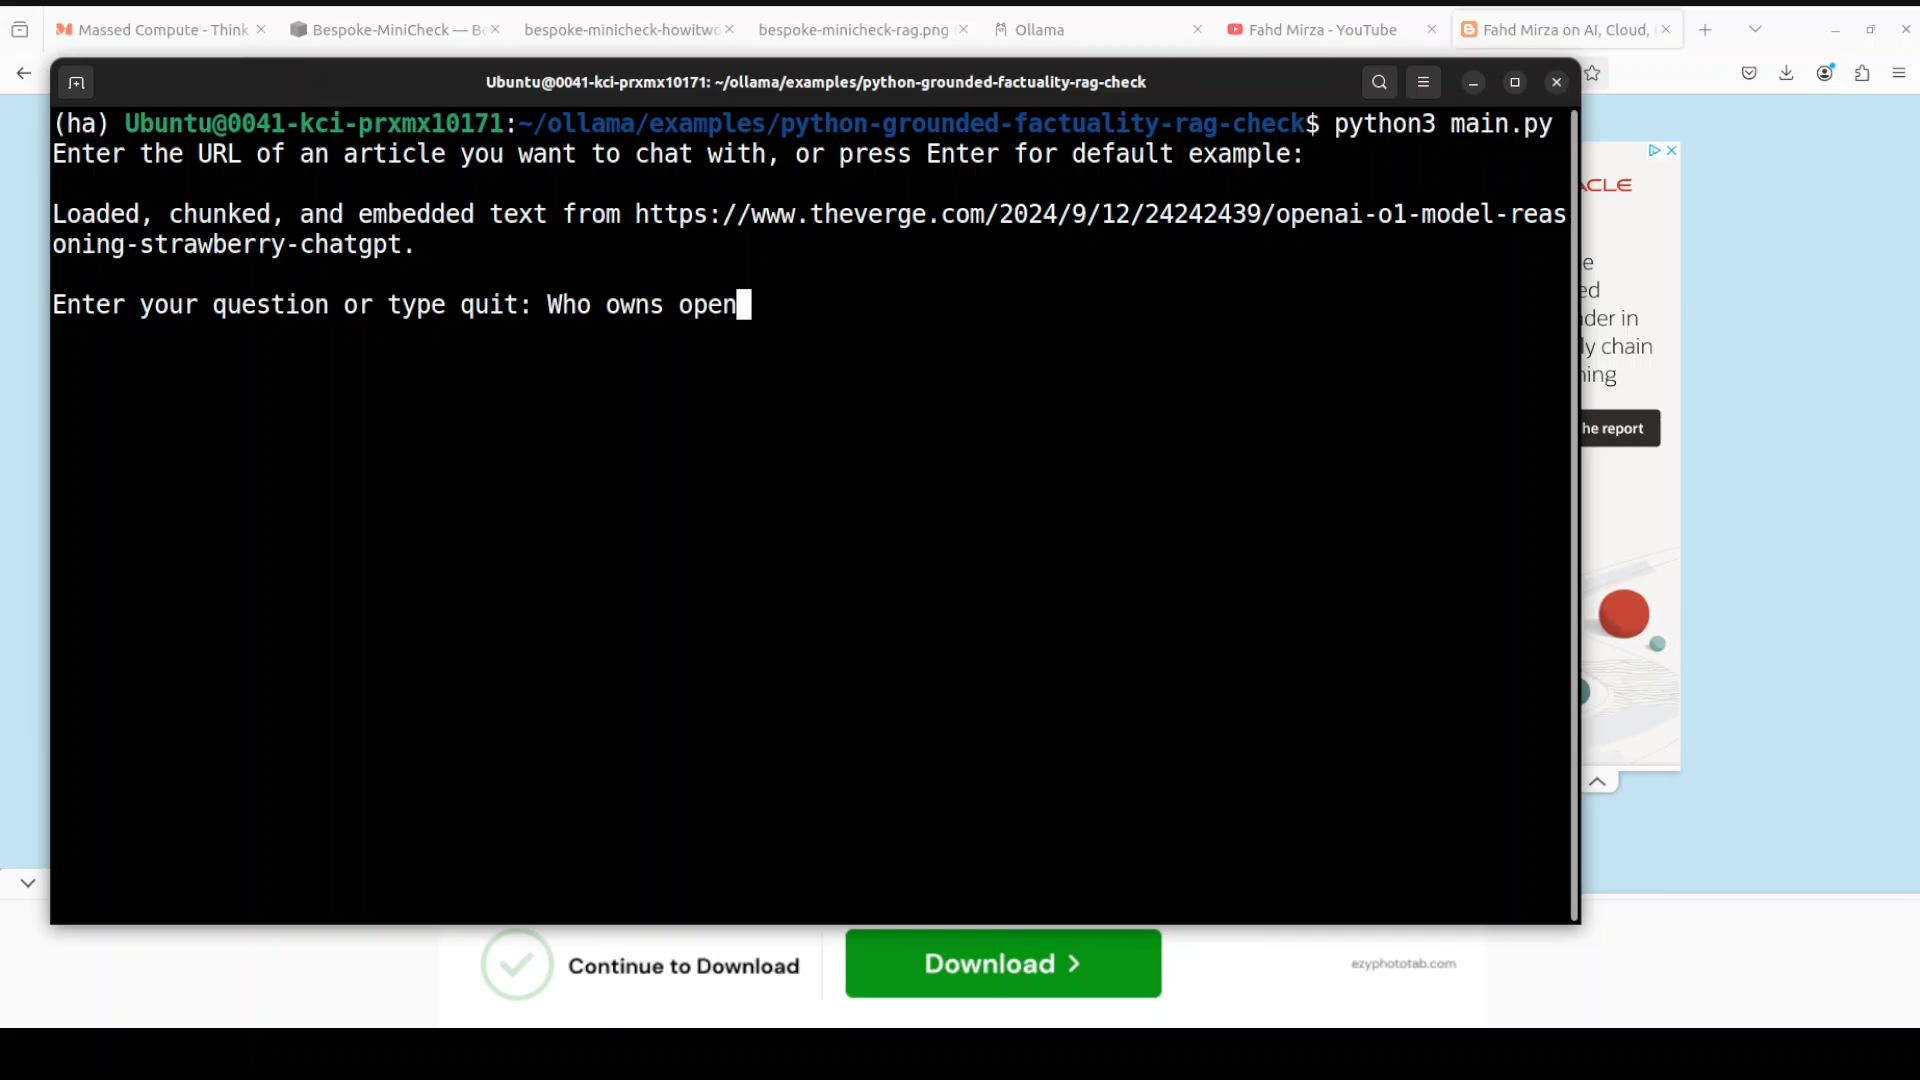 Massed Compute - Think
Bespoke-MiniCheck — Be
bespoke-minicheck-howitwo
bespoke-minicheck-rag.png
Ollama
Fahd Mirza - YouTube
Fahd Mirza on AI, Cloud,
Ubuntu@0041-kci-prxmx10171: ~/ollama/examples/python-grounded-factuality-rag-check
(ha) Ubuntu@0041-kci-prxmx10171:~/ollama/examples/python-grounded-factuality-rag-check$ python3 main.py
Enter the URL of an article you want to chat with, or press Enter for default example:
Loaded, chunked, and embedded text from https://www.theverge.com/2024/9/12/24242439/openai-o1-model-reas
oning-strawberry-chatgpt.
Enter your question or type quit: Who owns open
ACLE
e
ed
der in
ly chain
ning
he report
Continue to Download
Download >
ezyphototab.com